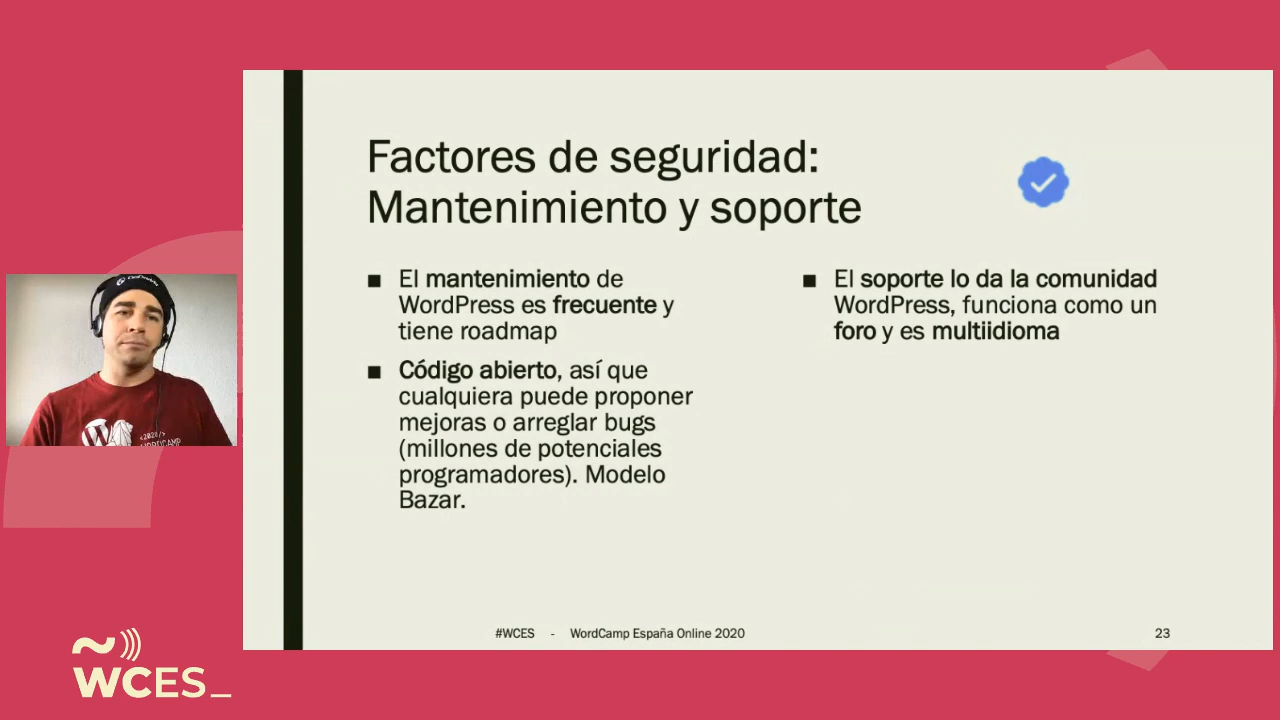 Factores de seguridad:
Mantenimiento y soporte
■ El mantenimiento de
WordPress es frecuente y
tiene roadmap
■ Código abierto, así que
cualquiera puede proponer
mejoras o arreglar bugs
(millones de potenciales
programadores). Modelo
Bazar.
■ El soporte lo da la comunidad
WordPress, funciona como un
foro y es multiidioma
#WCES - WordCamp España Online 2020
23
WCES_